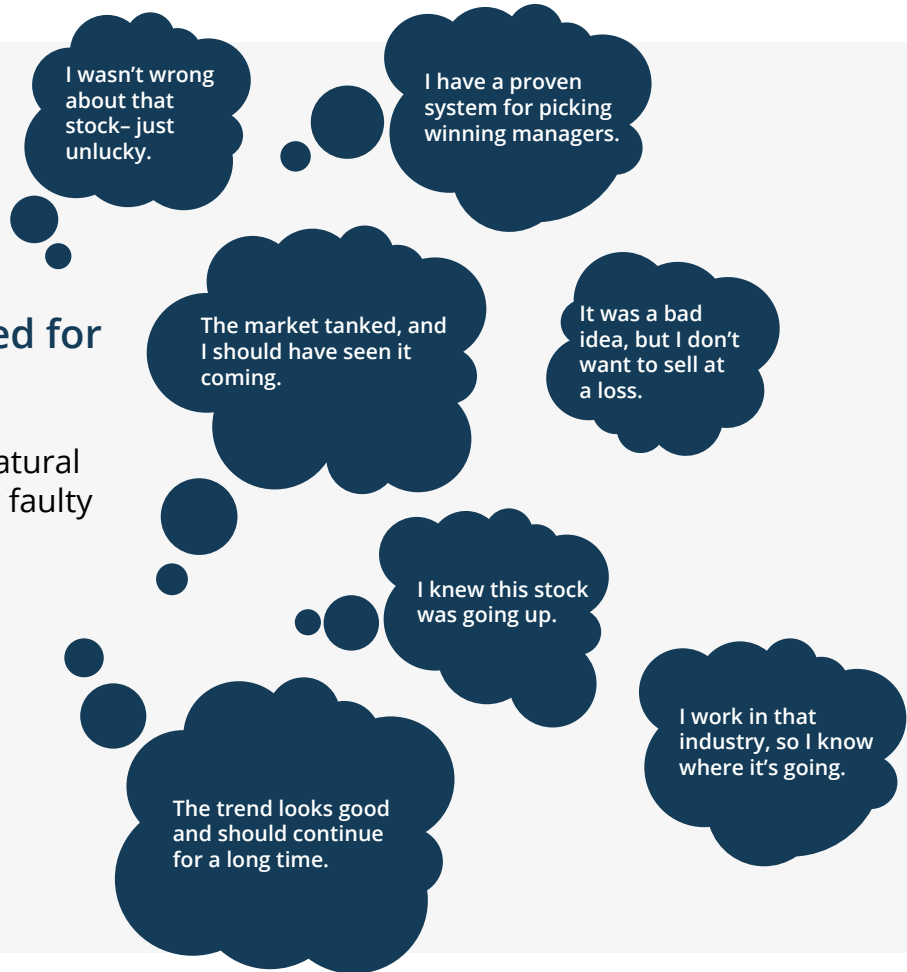 I wasn’t wrong
about that
stock– just
unlucky.
I have a proven
system for picking
winning managers.
ed for
The market tanked, and
I should have seen it
coming.
It was a bad
idea, but I don’t
want to sell at
a loss.
atural
faulty
I knew this stock
was going up.
I work in that
industry, so I know
where it’s going.
The trend looks good
and should continue
for a long time.